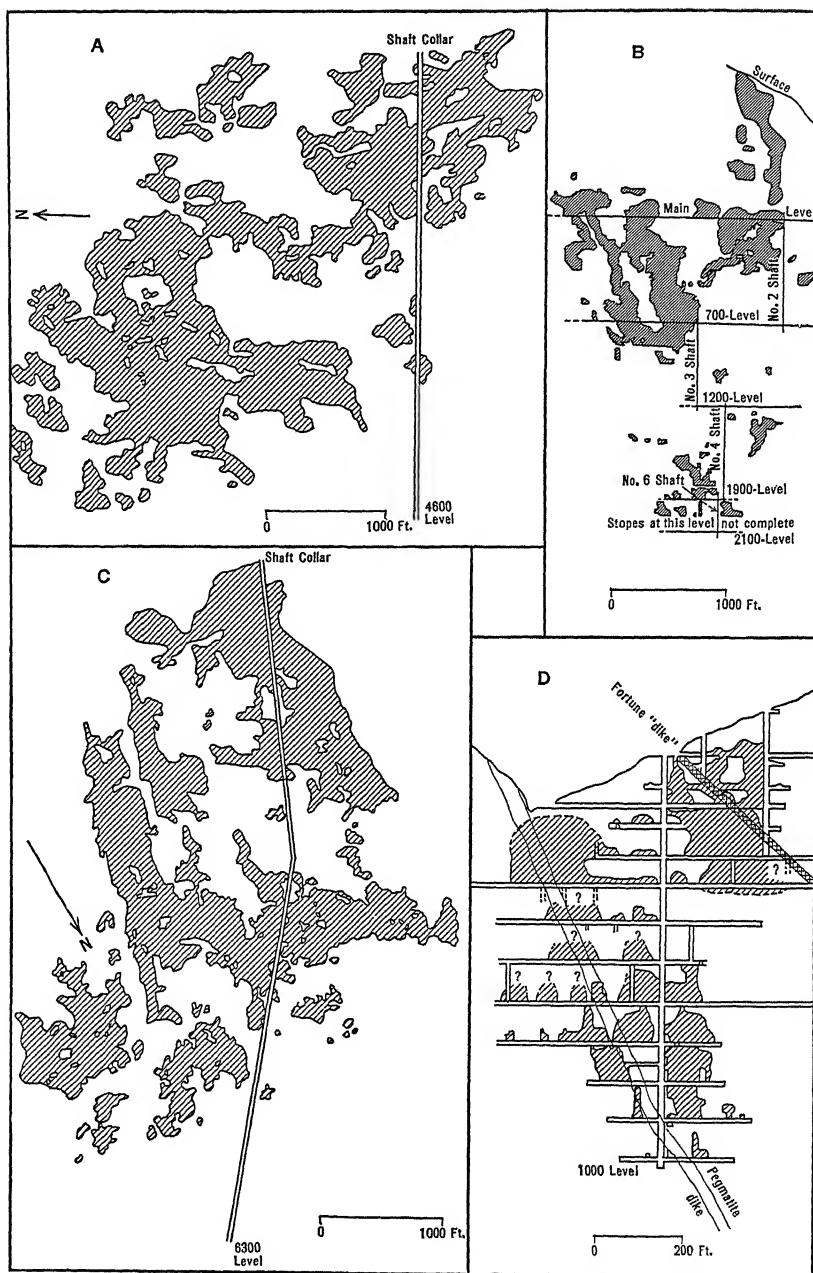 A
Shaft Collar
N
0 1000 Ft.
4600
Level
B
Surface
Main Level
No. 2 Shaft
700-Level
No. 3 Shaft
1200-Level
No. 4 Shaft
No. 6 Shaft
1900-Level
Stopes at this level not complete
2100-Level
0 1000 Ft.
C
Shaft Collar
N
0 1000 Ft.
6300
Level
D
Fortune "dike"
?
? ?
? ?
? ? ? ?
1000 Level
Pegmatite
dike
0 200 Ft.